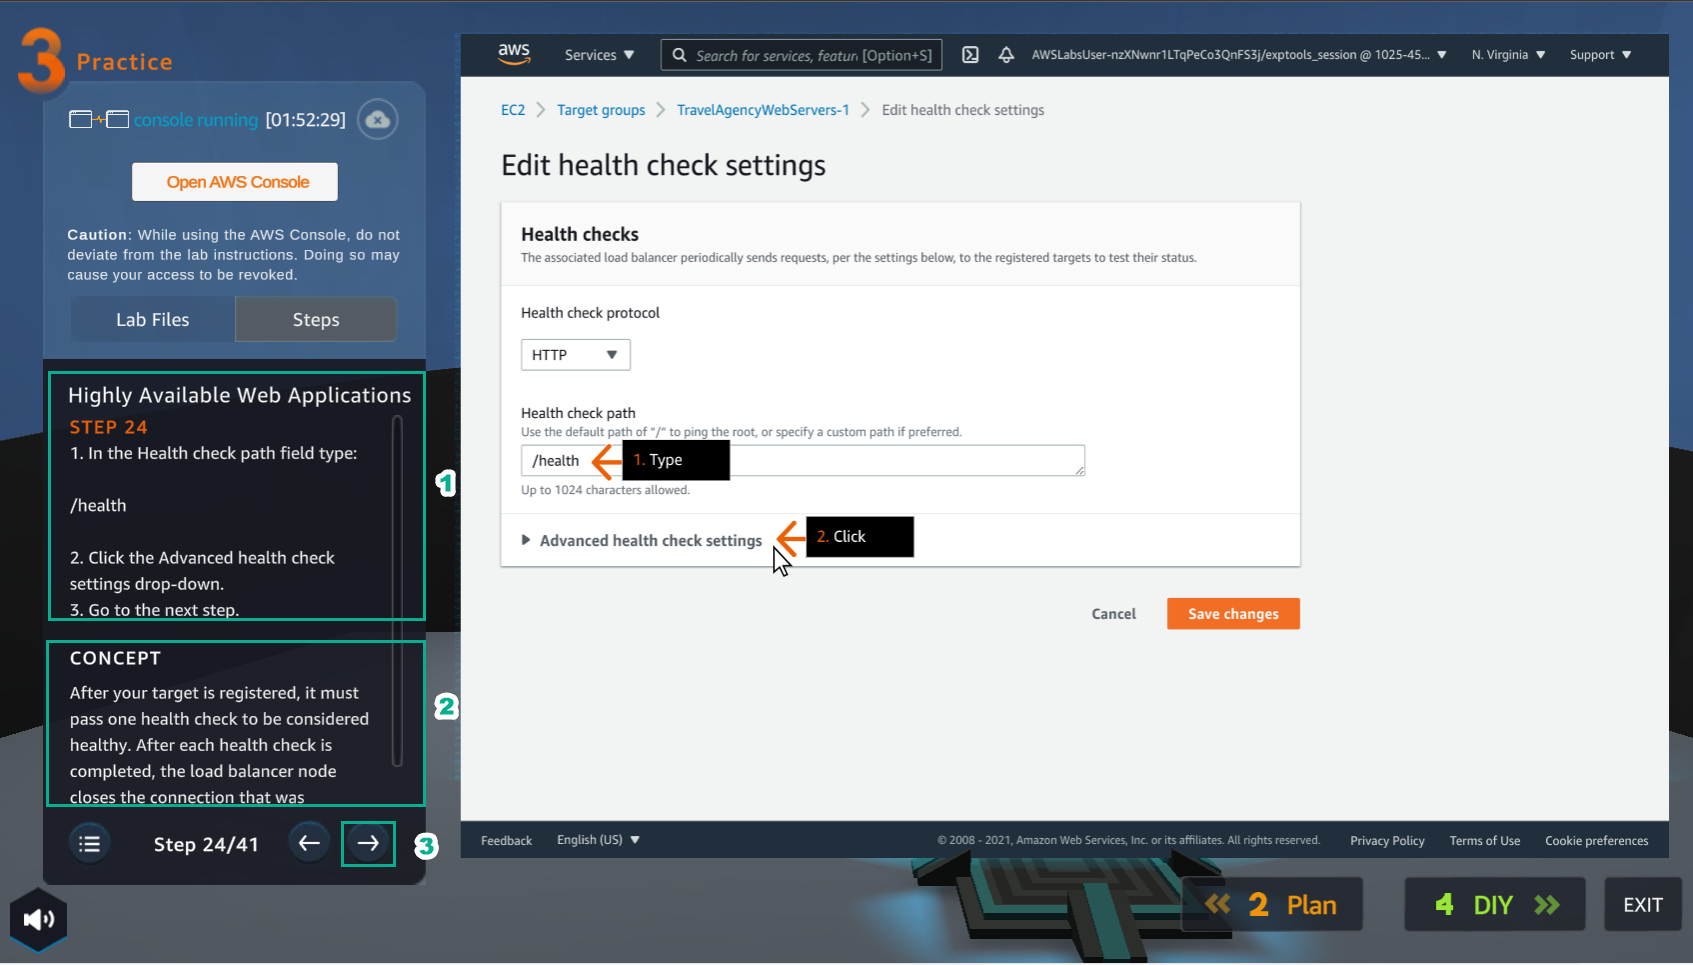 3 Practice
console running [01:52:29]
Open AWS Console
Caution: While using the AWS Console, do not
deviate from the lab instructions. Doing so may
cause your access to be revoked.
Lab Files
Steps
Highly Available Web Applications
STEP 24
1. In the Health check path field type:
/health
2. Click the Advanced health check
settings drop-down.
3. Go to the next step.
1
CONCEPT
After your target is registered, it must
pass one health check to be considered
healthy. After each health check is
completed, the load balancer node
closes the connection that was
2
Step 24/41
3
aws
Services
Search for services, featur [Option+S]
AWSLabsUser-nzXNwnr1LTqPeCo3QnFS3j/exptools_session @ 1025-45...
N. Virginia
Support
EC2
Target groups
TravelAgencyWebServers-1
Edit health check settings
Edit health check settings
Health checks
The associated load balancer periodically sends requests, per the settings below, to the registered targets to test their status.
Health check protocol
HTTP
Health check path
Use the default path of "/" to ping the root, or specify a custom path if preferred.
/health
1. Type
Up to 1024 characters allowed.
Advanced health check settings
2. Click
Cancel
Save changes
Feedback
English (US)
© 2008 - 2021, Amazon Web Services, Inc. or its affiliates. All rights reserved.
Privacy Policy
Terms of Use
Cookie preferences
2 Plan
4 DIY
EXIT